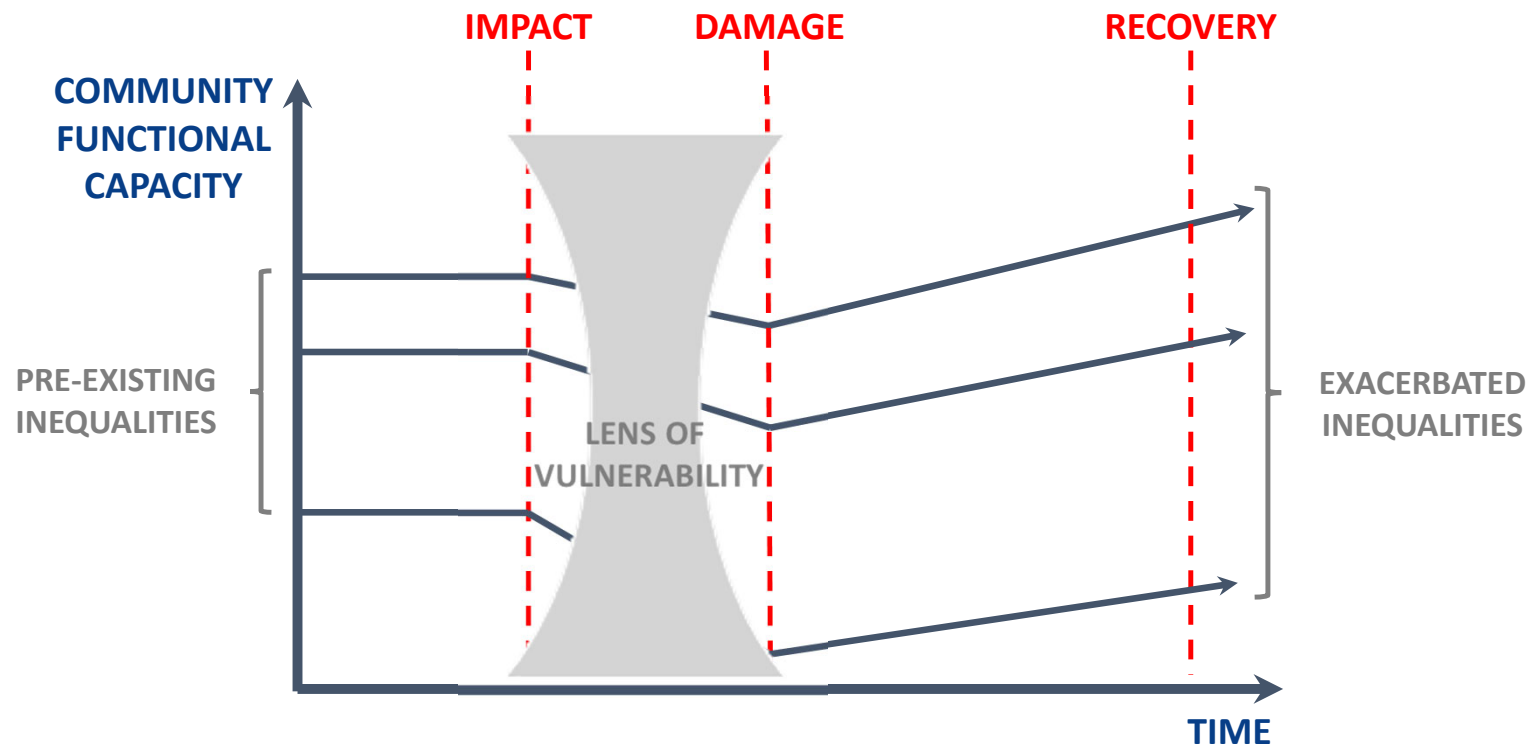 IMPACT
DAMAGE
RECOVERY
COMMUNITY
FUNCTIONAL
CAPACITY
PRE-EXISTING
INEQUALITIES
LENS OF
VULNERABILITY
EXACERBATED
INEQUALITIES
TIME